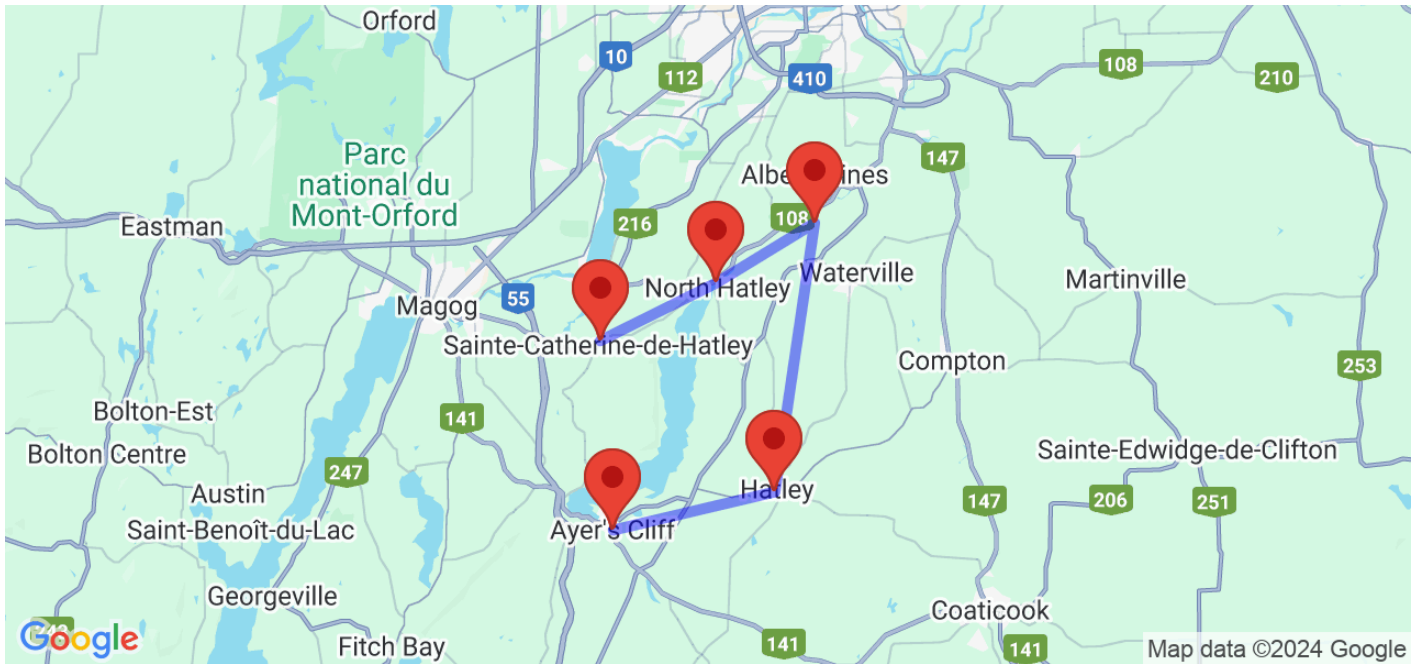 Orford
10
112
410
108
210
Parc
national du
Mont-Orford
147
216
108
Eastman
Waterville
Martinville
North Hatley
55
Magog
Sainte-Catherine-de-Hatley
Compton
253
Bolton-Est
141
Bolton Centre
247
Sainte-Edwidge-de-Clifton
Austin
Hatley
147
206
251
Saint-Benoît-du-Lac
Ayer's Cliff
Georgeville
Coaticook
Google
Fitch Bay
141
141
Map data ©2024 Google